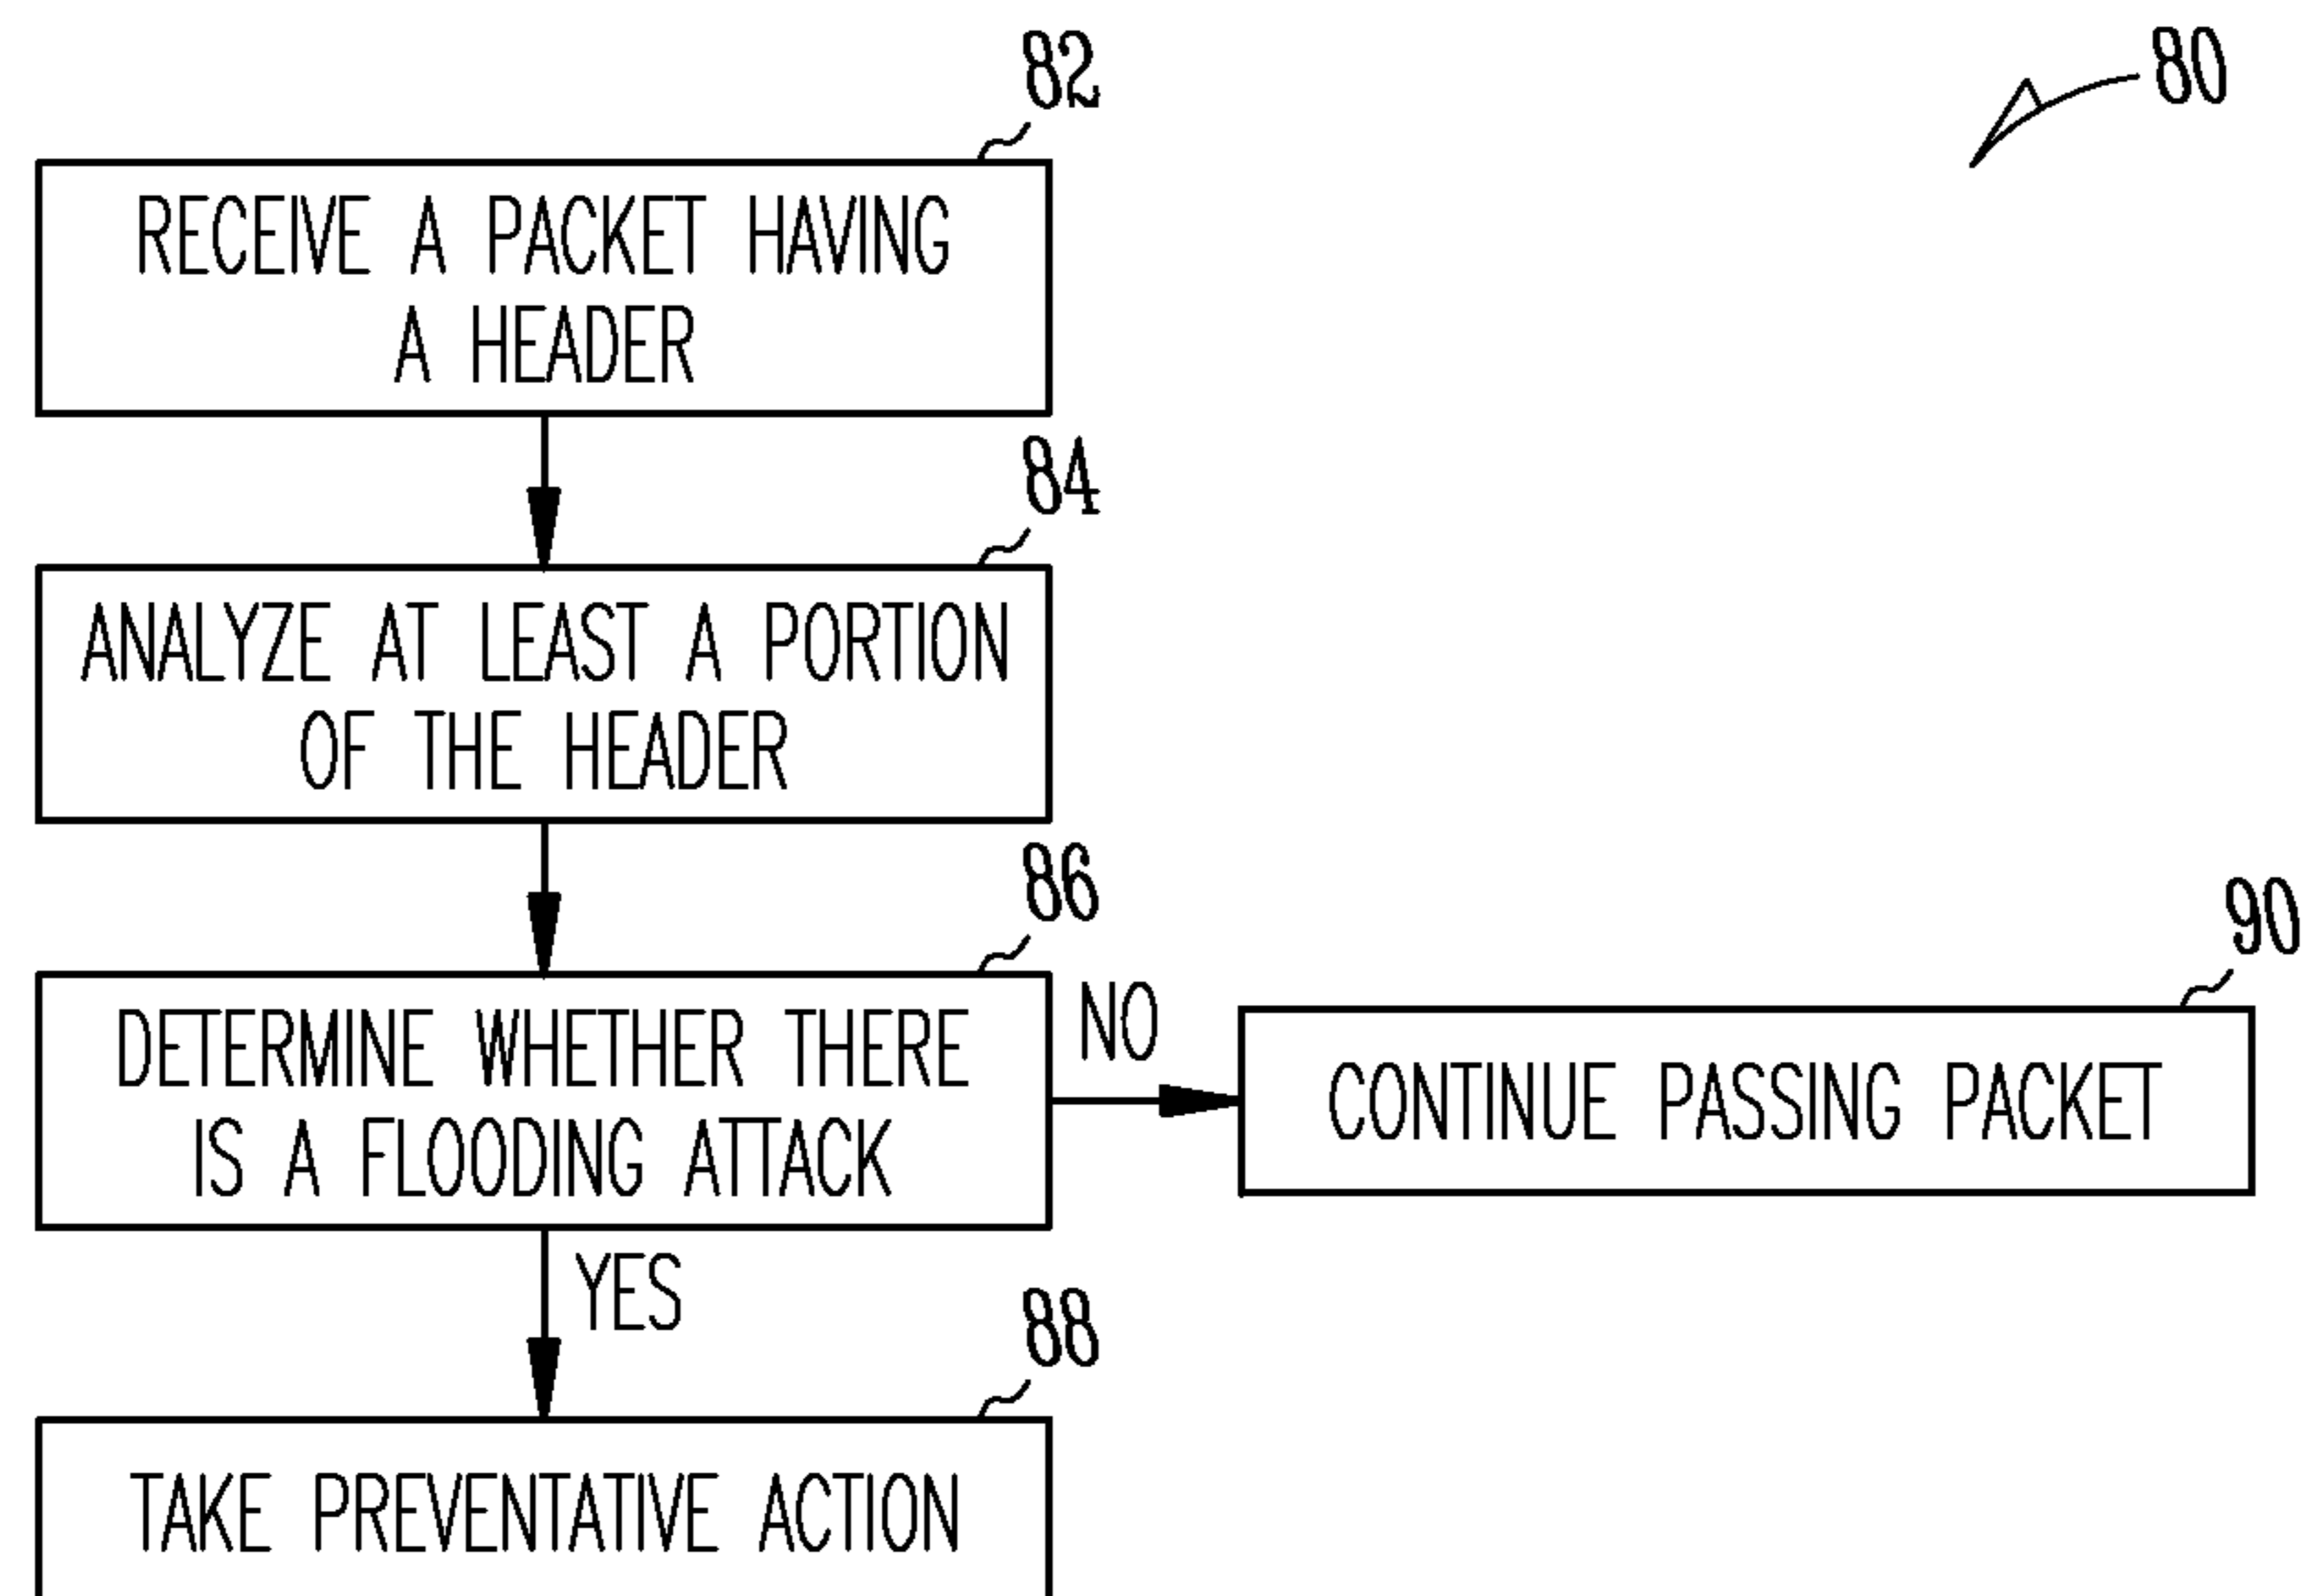 82
80
RECEIVE A PACKET HAVING
A HEADER
84
ANALYZE AT LEAST A PORTION
OF THE HEADER
86
90
DETERMINE WHETHER THERE
IS A FLOODING ATTACK
NO
CONTINUE PASSING PACKET
YES
88
TAKE PREVENTATIVE ACTION